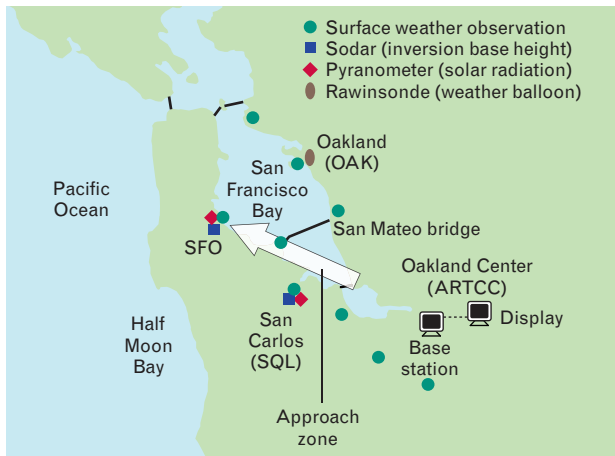 Surface weather observation
Sodar (inversion base height)
Pyranometer (solar radiation)
Rawinsonde (weather balloon)
Oakland
(OAK)
San
Francisco
Bay
Pacific
Ocean
San Mateo bridge
SFO
Oakland Center
(ARTCC)
Display
Base
station
Half
Moon
Bay
San
Carlos
(SQL)
Approach
zone